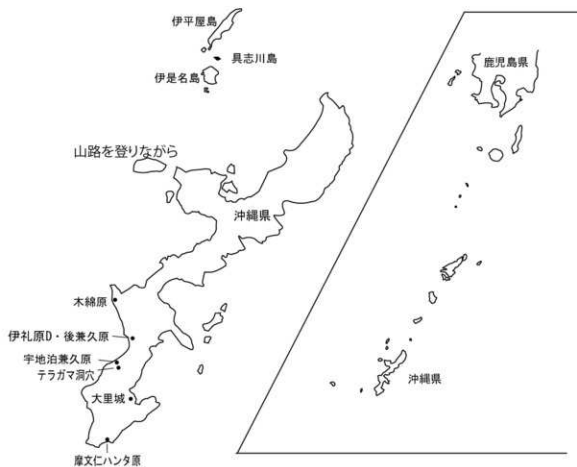 伊平屋島
具志川島
伊是名島
山路を登りながら
沖縄県
木綿原
伊礼原D・後兼久原
宇地泊兼久原
テラガマ洞穴
大里城
摩文仁ハンタ原
鹿児島県
沖縄県